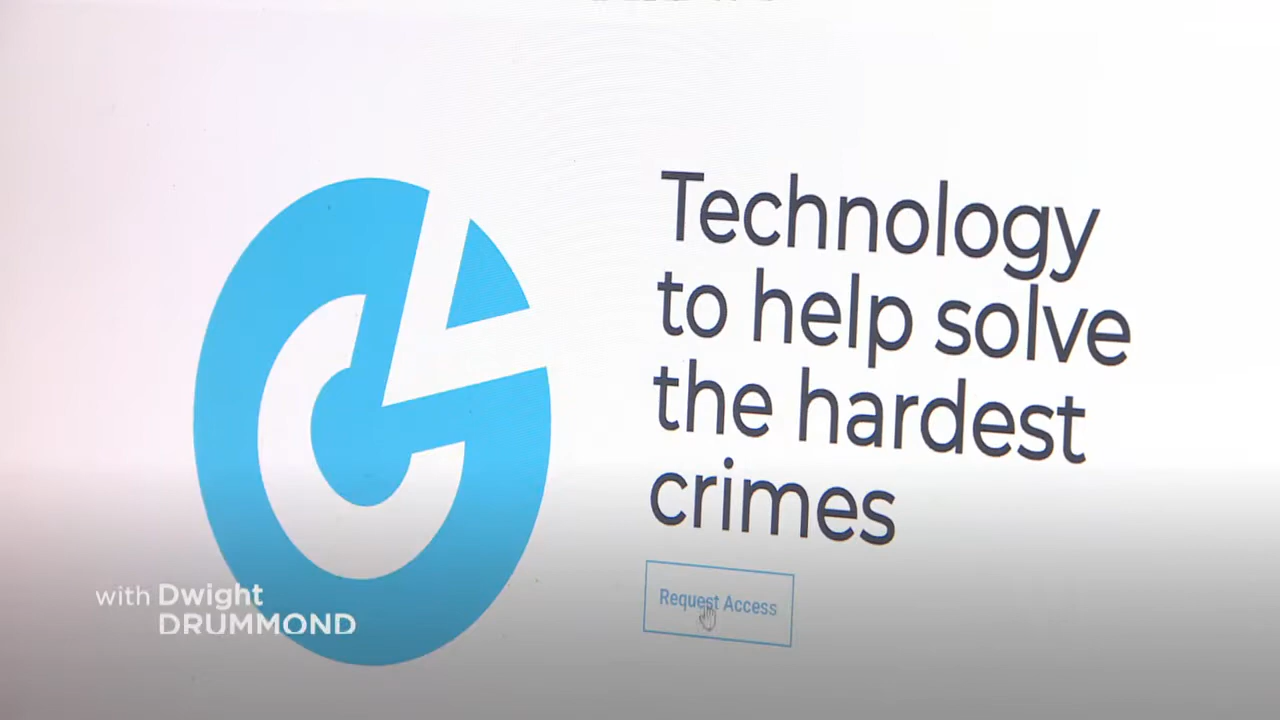 Technology
to help solve
the hardest
crimes
Request Access
with Dwight
DRUMMOND